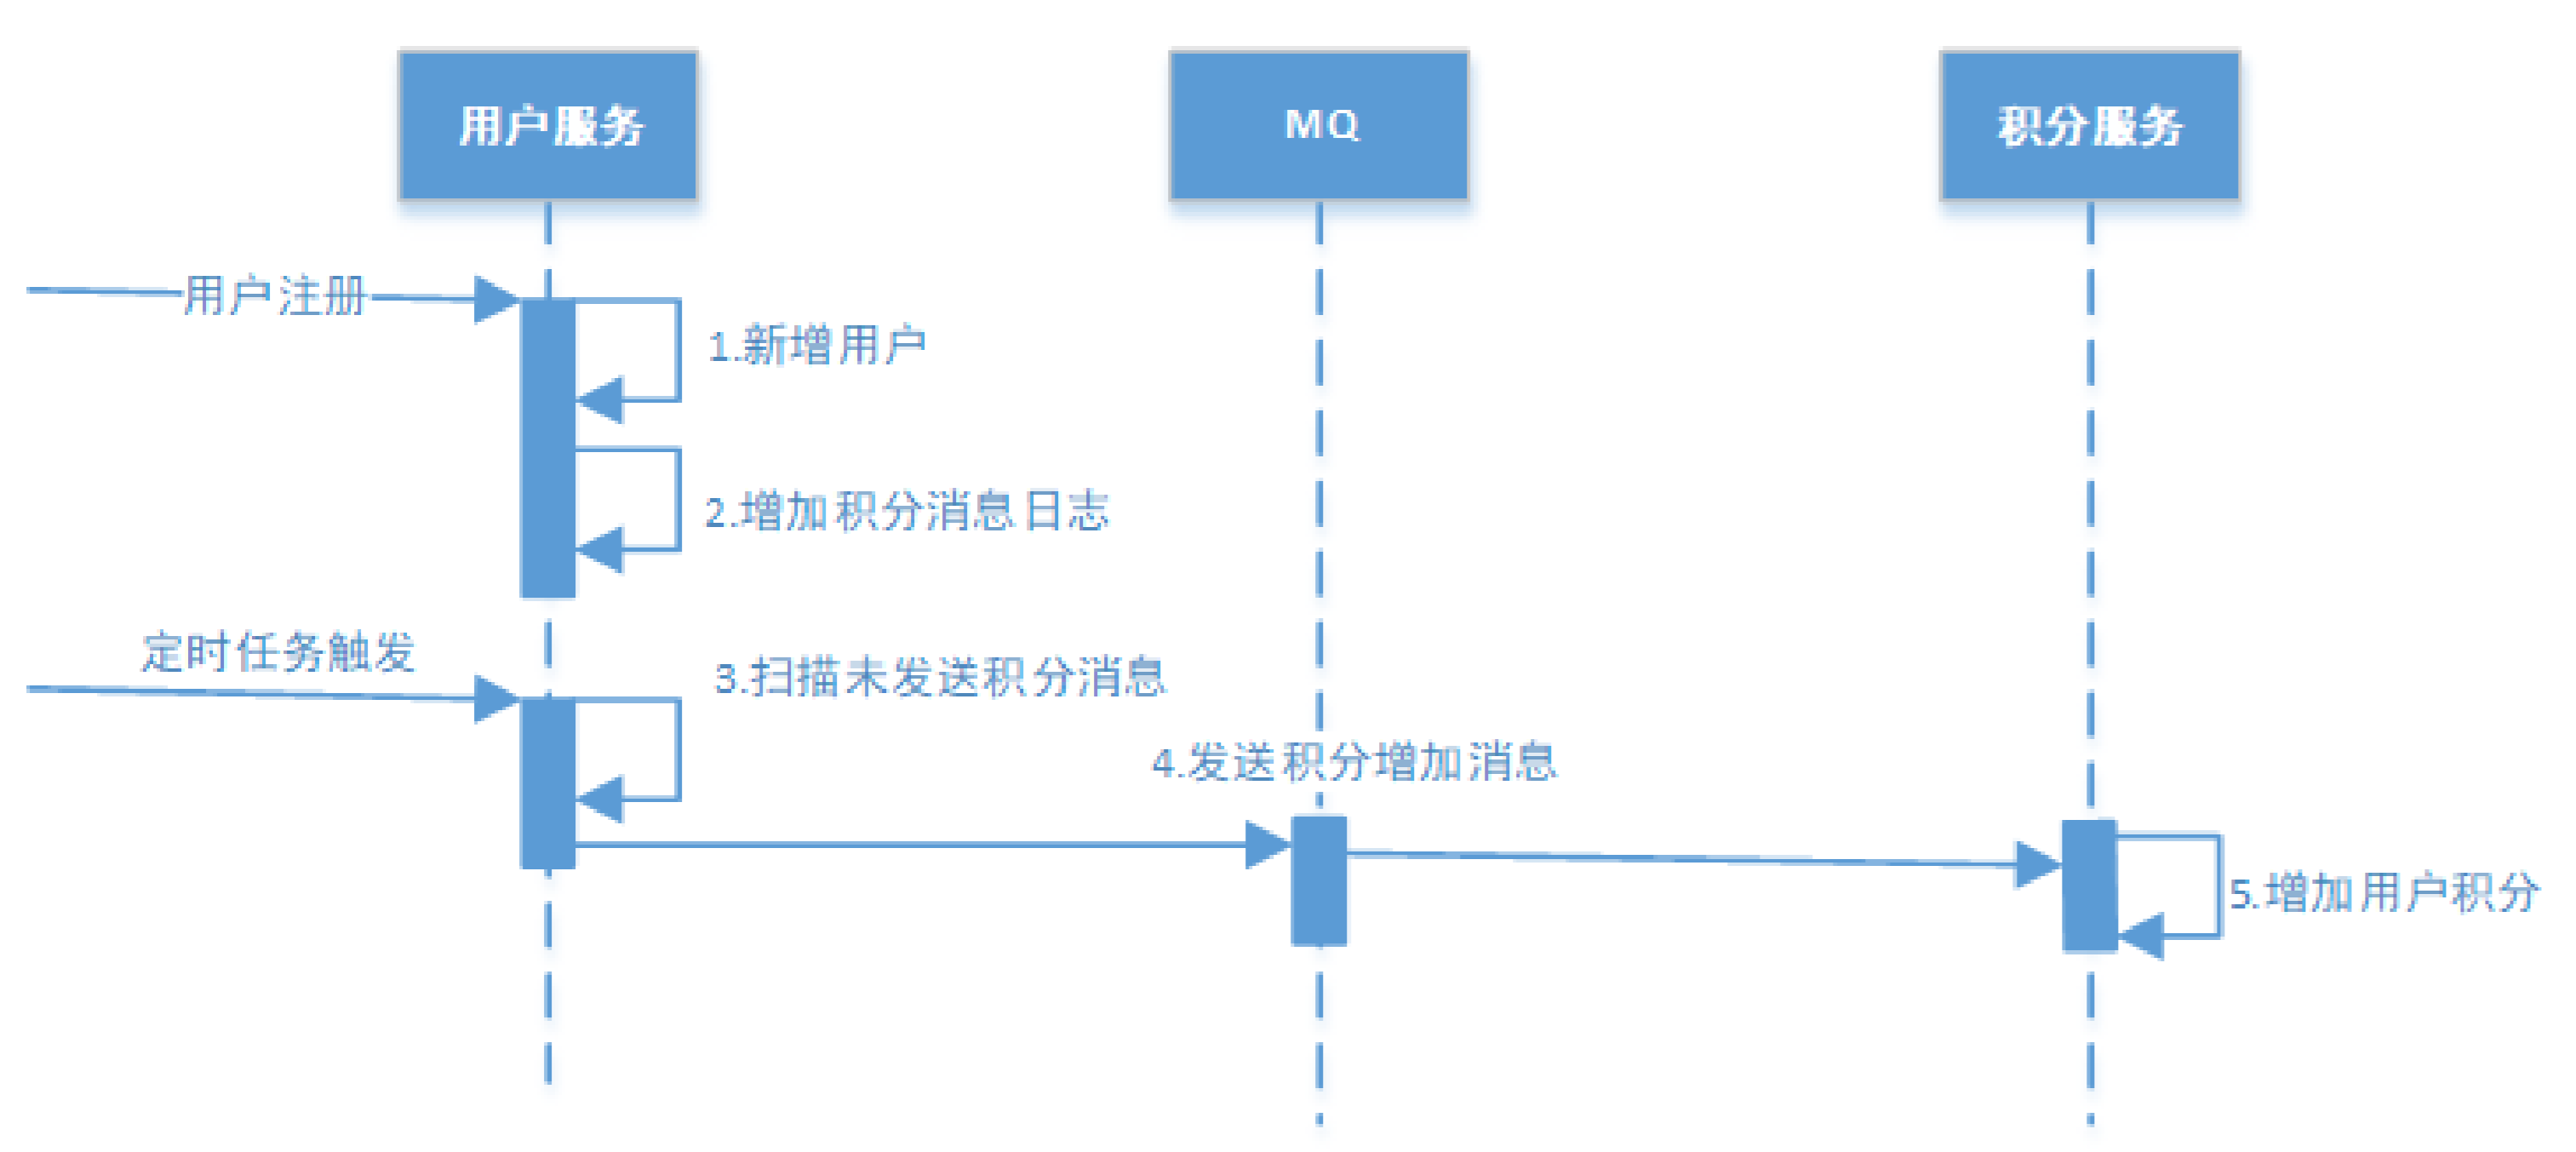 用户服务
MQ
积分服务
用户注册
1.新增用户
2.增加积分消息日志
定时任务触发
3.扫描未发送积分消息
4.发送积分增加消息
5.增加用户积分